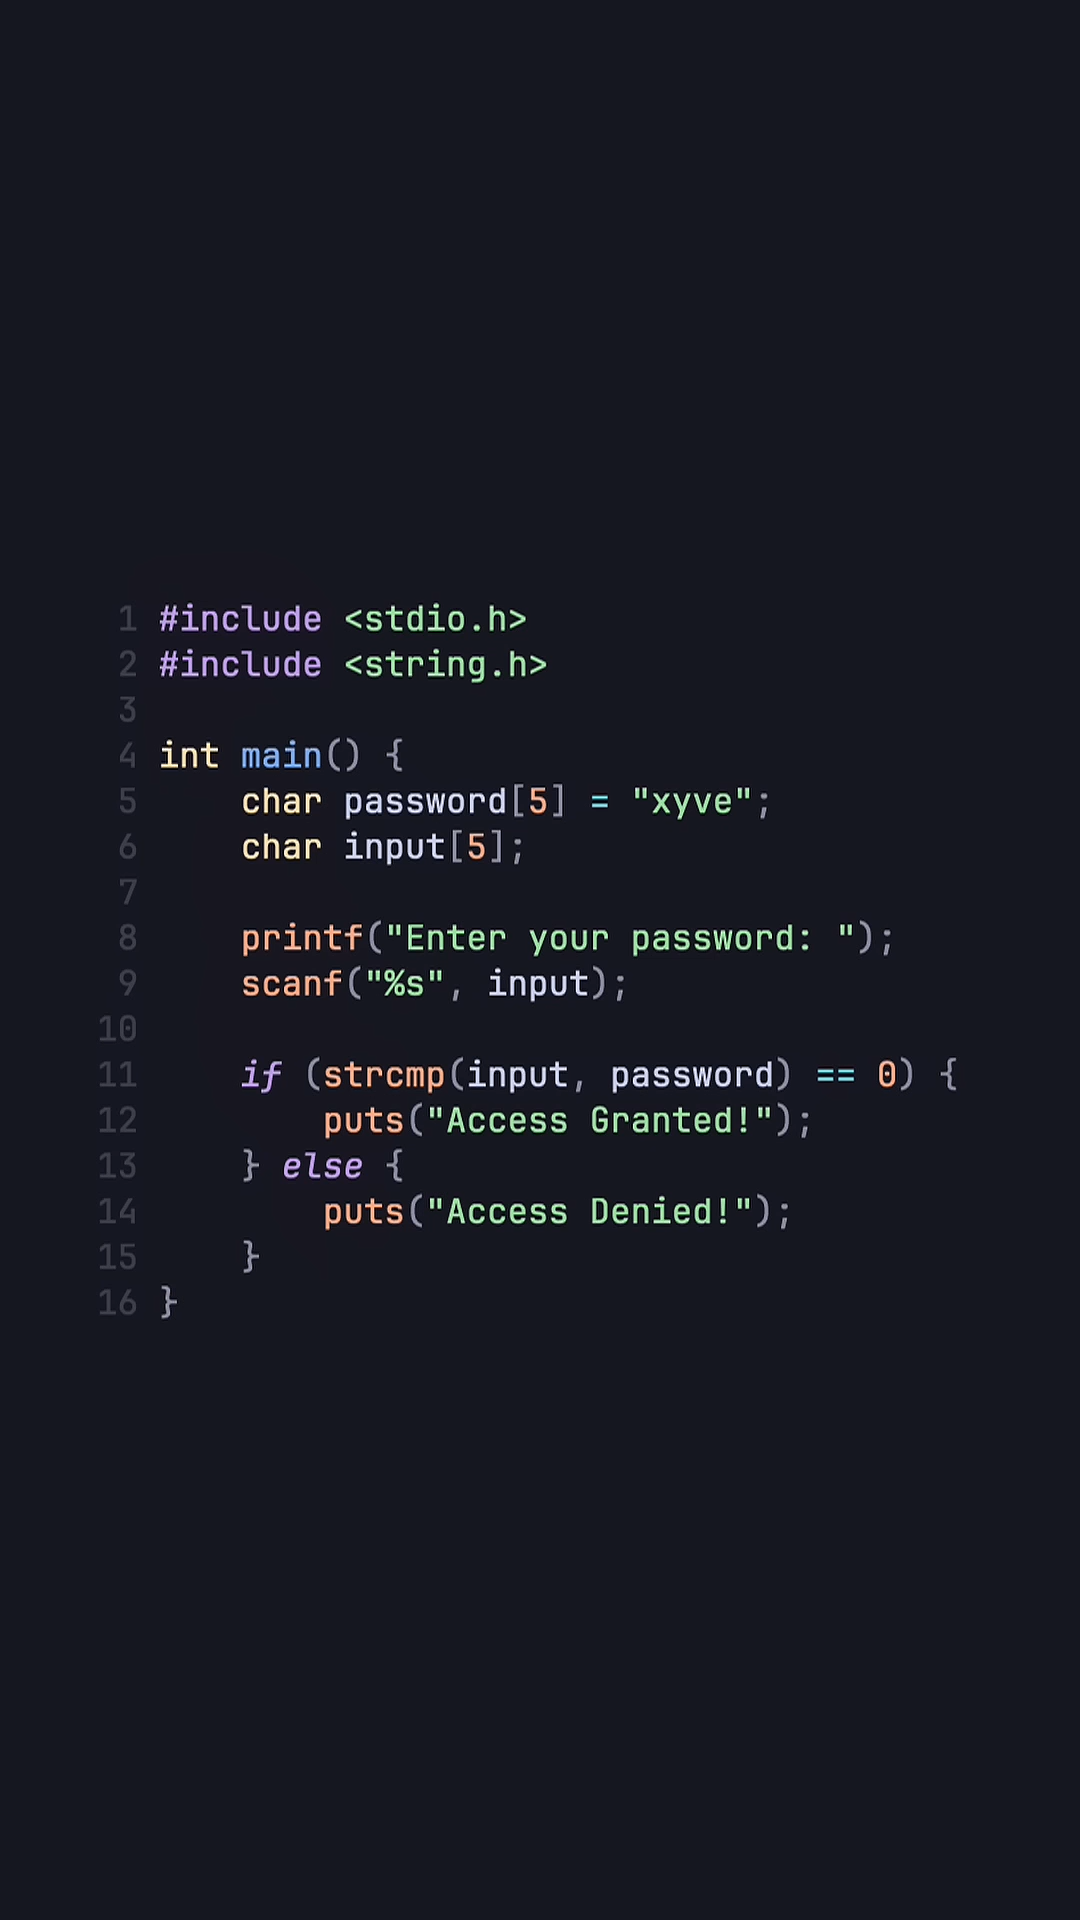 1 #include <stdio.h>
2 #include <string.h>
3
4 int main() {
5     char password[5] = "xyve";
6     char input[5];
7
8     printf("Enter your password: ");
9     scanf("%s", input);
10
11     if (strcmp(input, password) == 0) {
12         puts("Access Granted!");
13     } else {
14         puts("Access Denied!");
15     }
16 }